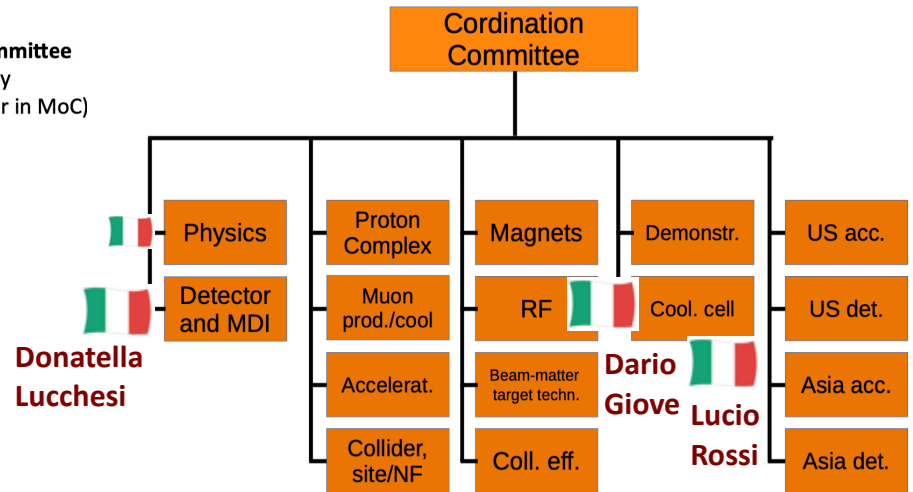 Cordination
Committee
mmittee
y
r in MoC)
Physics
Detector
and MDI
Donatella
Lucchesi
Proton
Complex
Muon
prod./cool
Accelerat.
Collider,
site/NF
Magnets
RF
Beam-matter
target techn.
Coll. eff.
Demonstr.
Cool. cell
Dario
Giove
Lucio
Rossi
US acc.
US det.
Asia acc.
Asia det.